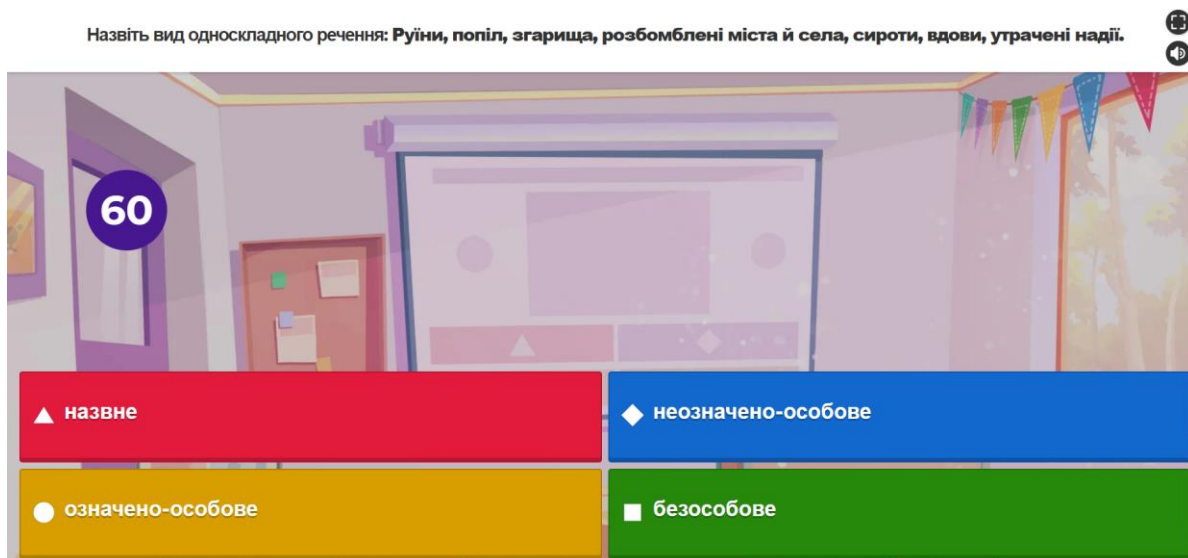 Назвіть вид односкладного речення: Руїни, попіл, згарища, розбомблені міста й села, сироти, вдови, утрачені надії.
60
назвне
неозначено-особове
означено-особове
безособове